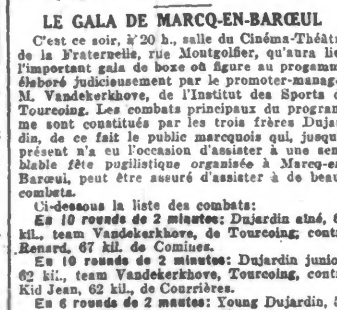 LE GALA DE MARCQ-EN-BARŒUL
C'est ce soir, à 20 h., salle du Cinéma-Théât
de la Fraternelle, rue Montgolfier, qu'aura lie
l'important gala de boxe où figure au progamm
élaboré judicieusement par le promoter-manag
M. Vandekerkhove, de l'Institut des Sports
Tourcoing. Les combats principaux du program
me sont constitués par les trois frères Dujar
din, de ce fait le public marcquois qui, jusqu
présent n'a eu l'occasion d'assister à une sem
blable fête pugilistique organisée à Marcq-en
Barœul, peut être assuré d'assister à de beau
combats.
Ci-dessous la liste des combats:
En 10 rounds de 2 minutes: Dujardin aîné, 6
kil., team Vandekerkhove, de Tourcoing; contr
Renard, 67 kil. de Comines.
En 10 rounds de 2 minutes: Dujardin junio
62 kil., team Vandekerkhove, Tourcoing, contr
Kid Jean, 62 kil., de Courrières.
En 6 rounds de 2 mautes: Young Dujardin,